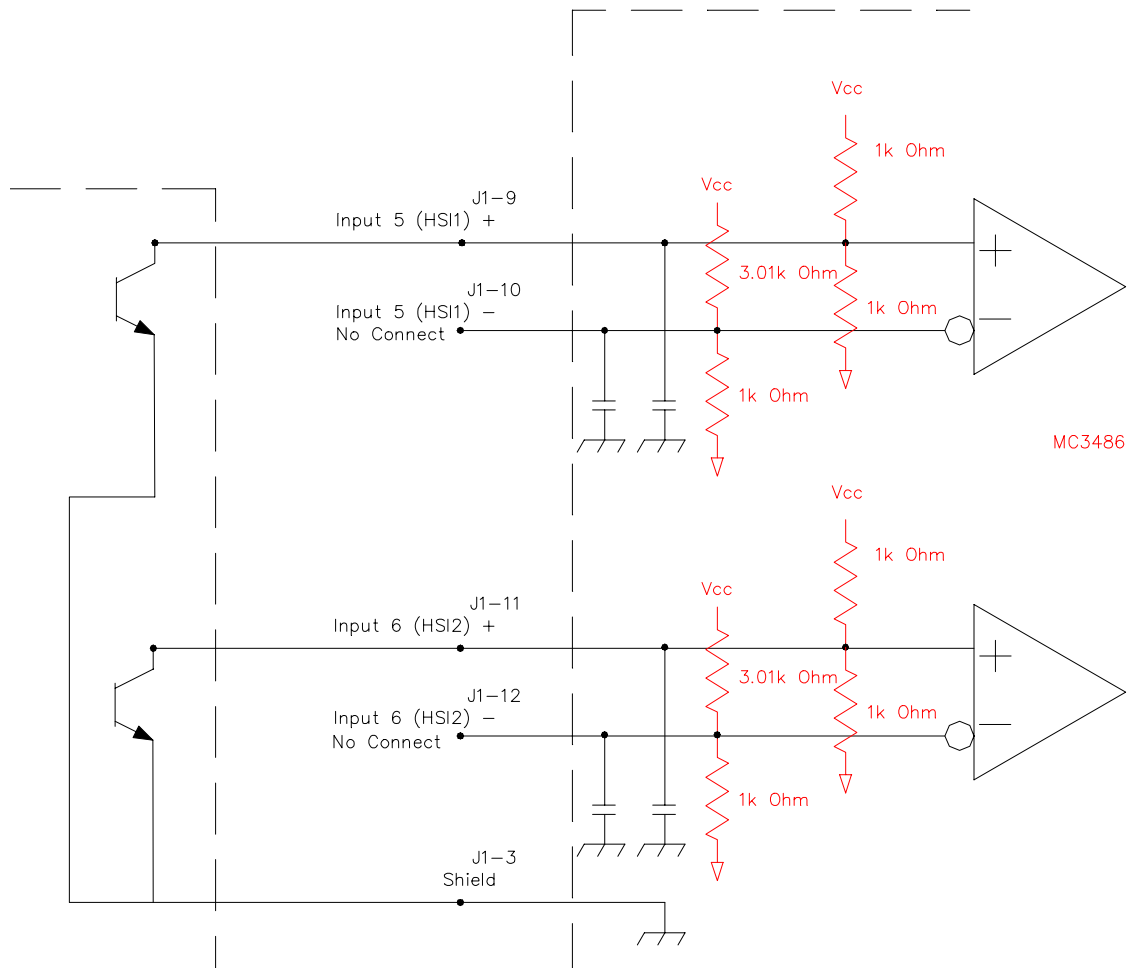 Vcc
1k Ohm
Vcc
J1-9
Input 5 (HSI1) +
3.01k Ohm
J1-10
Input 5 (HSI1) -
No Connect
1k Ohm
1k Ohm
MC3486
Vcc
1k Ohm
Vcc
J1-11
Input 6 (HSI2) +
3.01k Ohm
J1-12
Input 6 (HSI2) -
No Connect
1k Ohm
1k Ohm
J1-3
Shield